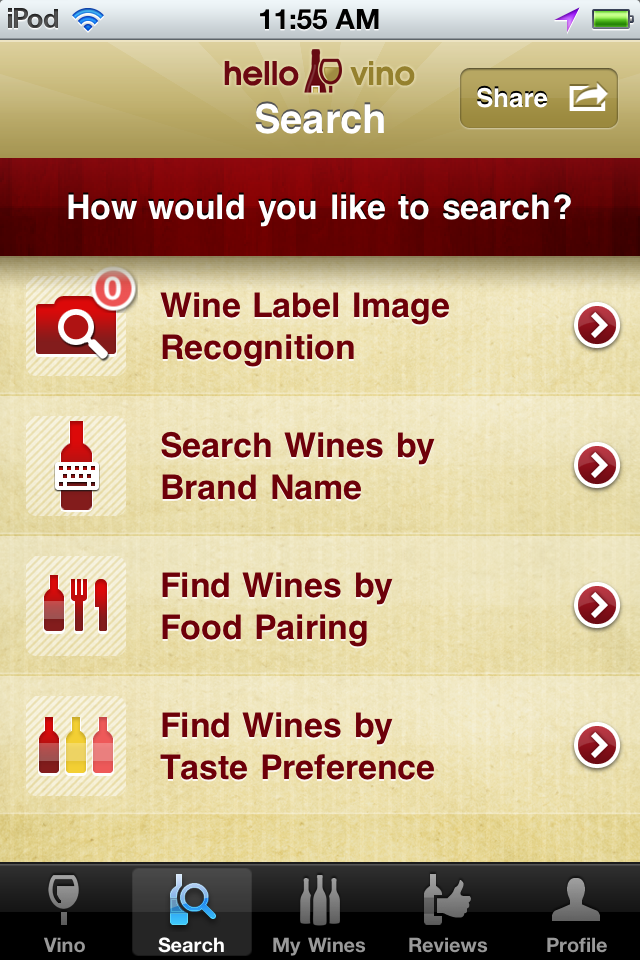 iPod 11:55 AM
hello vino
Search
Share
How would you like to search?
0
Wine Label Image
Recognition
Search Wines by
Brand Name
Find Wines by
Food Pairing
Find Wines by
Taste Preference
Vino Search My Wines Reviews Profile